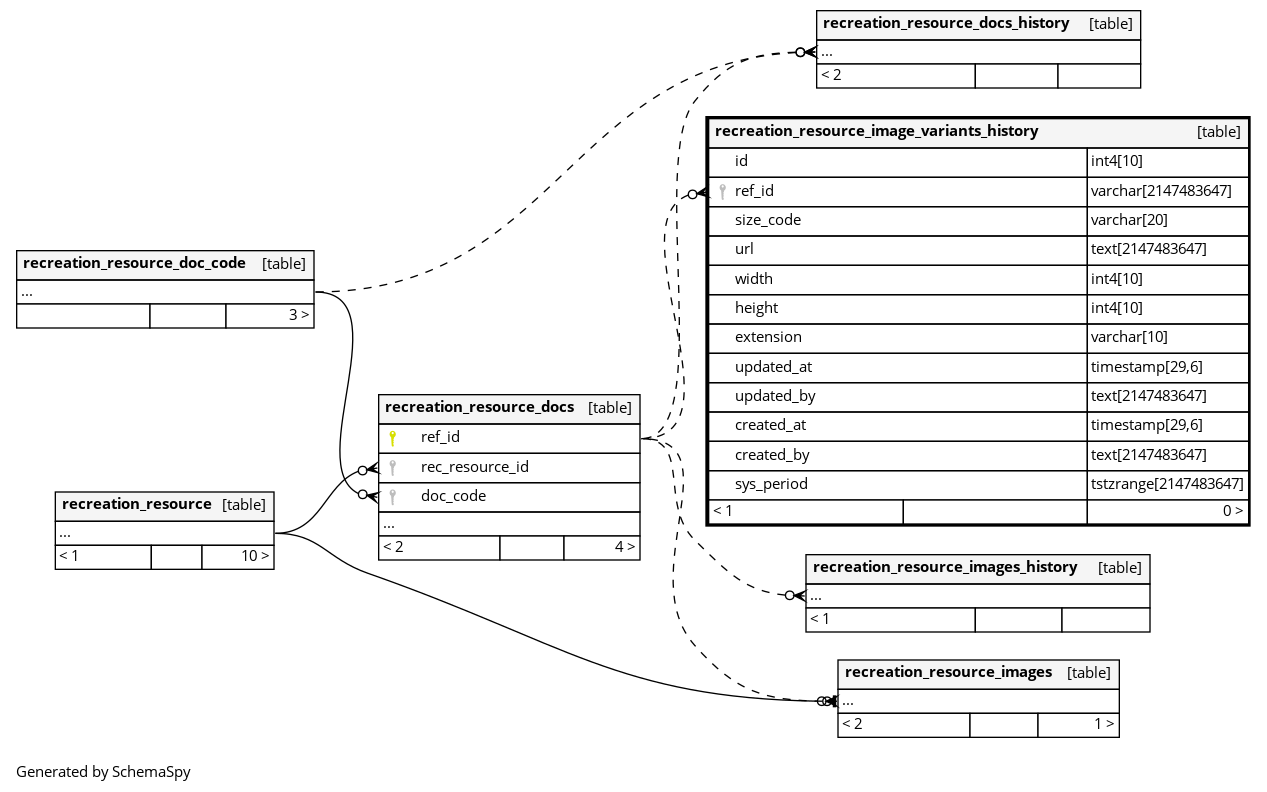 recreation_resource_docs_history [table]
...
< 2
recreation_resource_image_variants_history [table]
id int4[10]
ref_id varchar[2147483647]
size_code varchar[20]
url text[2147483647]
width int4[10]
height int4[10]
extension varchar[10]
updated_at timestamp[29,6]
updated_by text[2147483647]
created_at timestamp[29,6]
created_by text[2147483647]
sys_period tstzrange[2147483647]
< 1 0 >
recreation_resource_doc_code [table]
...
3 >
recreation_resource_docs [table]
ref_id
rec_resource_id
doc_code
...
< 2 4 >
recreation_resource [table]
...
< 1 10 >
recreation_resource_images_history [table]
...
< 1
recreation_resource_images [table]
...
< 2 1 >
Generated by SchemaSpy